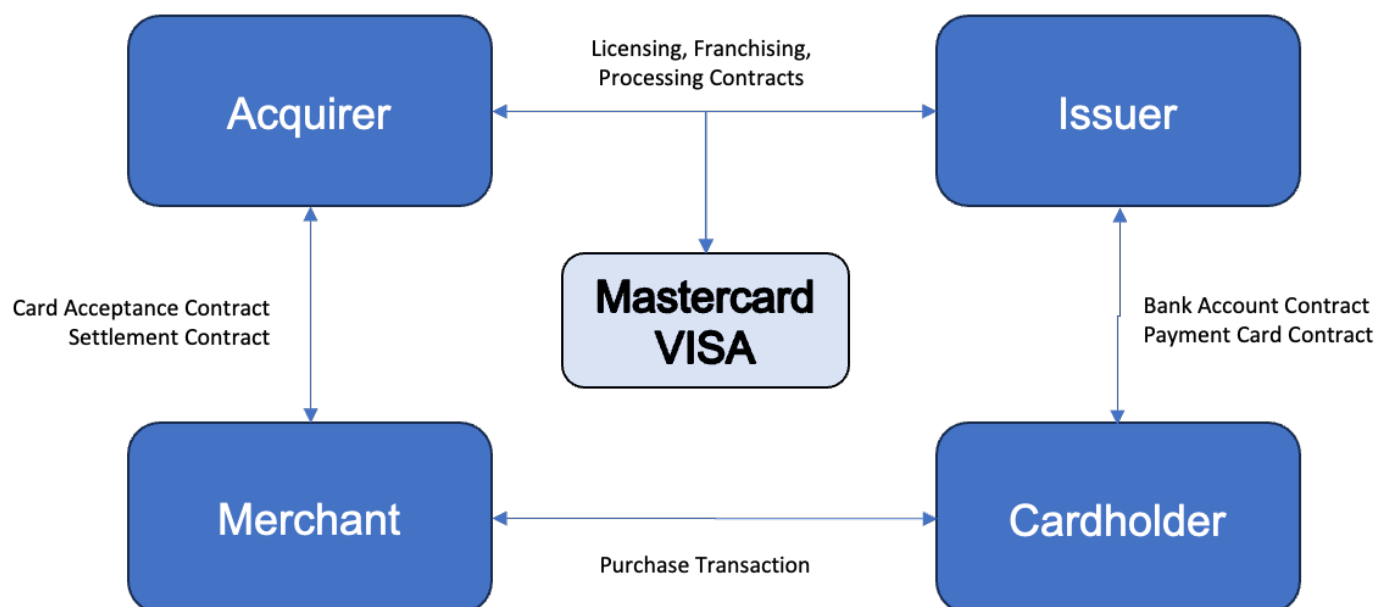 Licensing, Franchising,
Processing Contracts
Acquirer
Issuer
Mastercard
VISA
Card Acceptance Contract
Settlement Contract
Bank Account Contract
Payment Card Contract
Merchant
Cardholder
Purchase Transaction